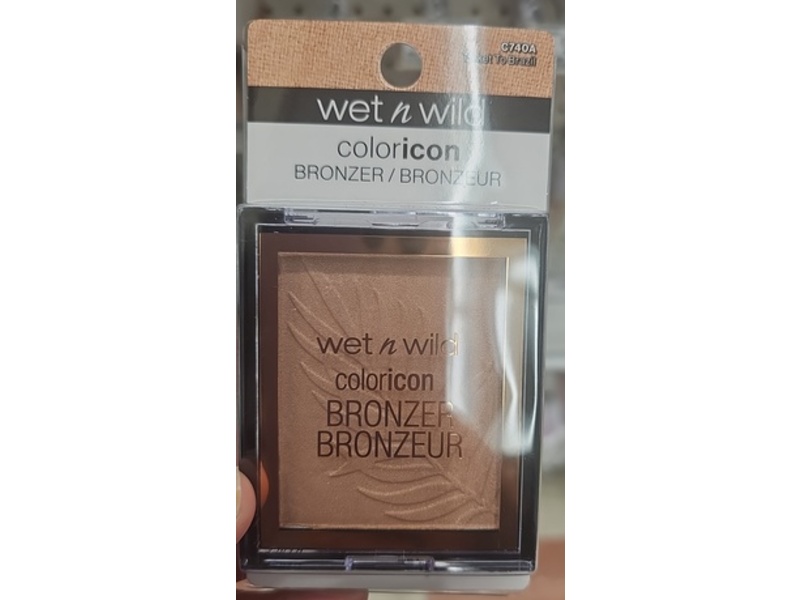 C740A
Ticket To Brazil
wet n wild
coloricon
BRONZER / BRONZEUR
wet n wild
coloricon
BRONZER
BRONZEUR